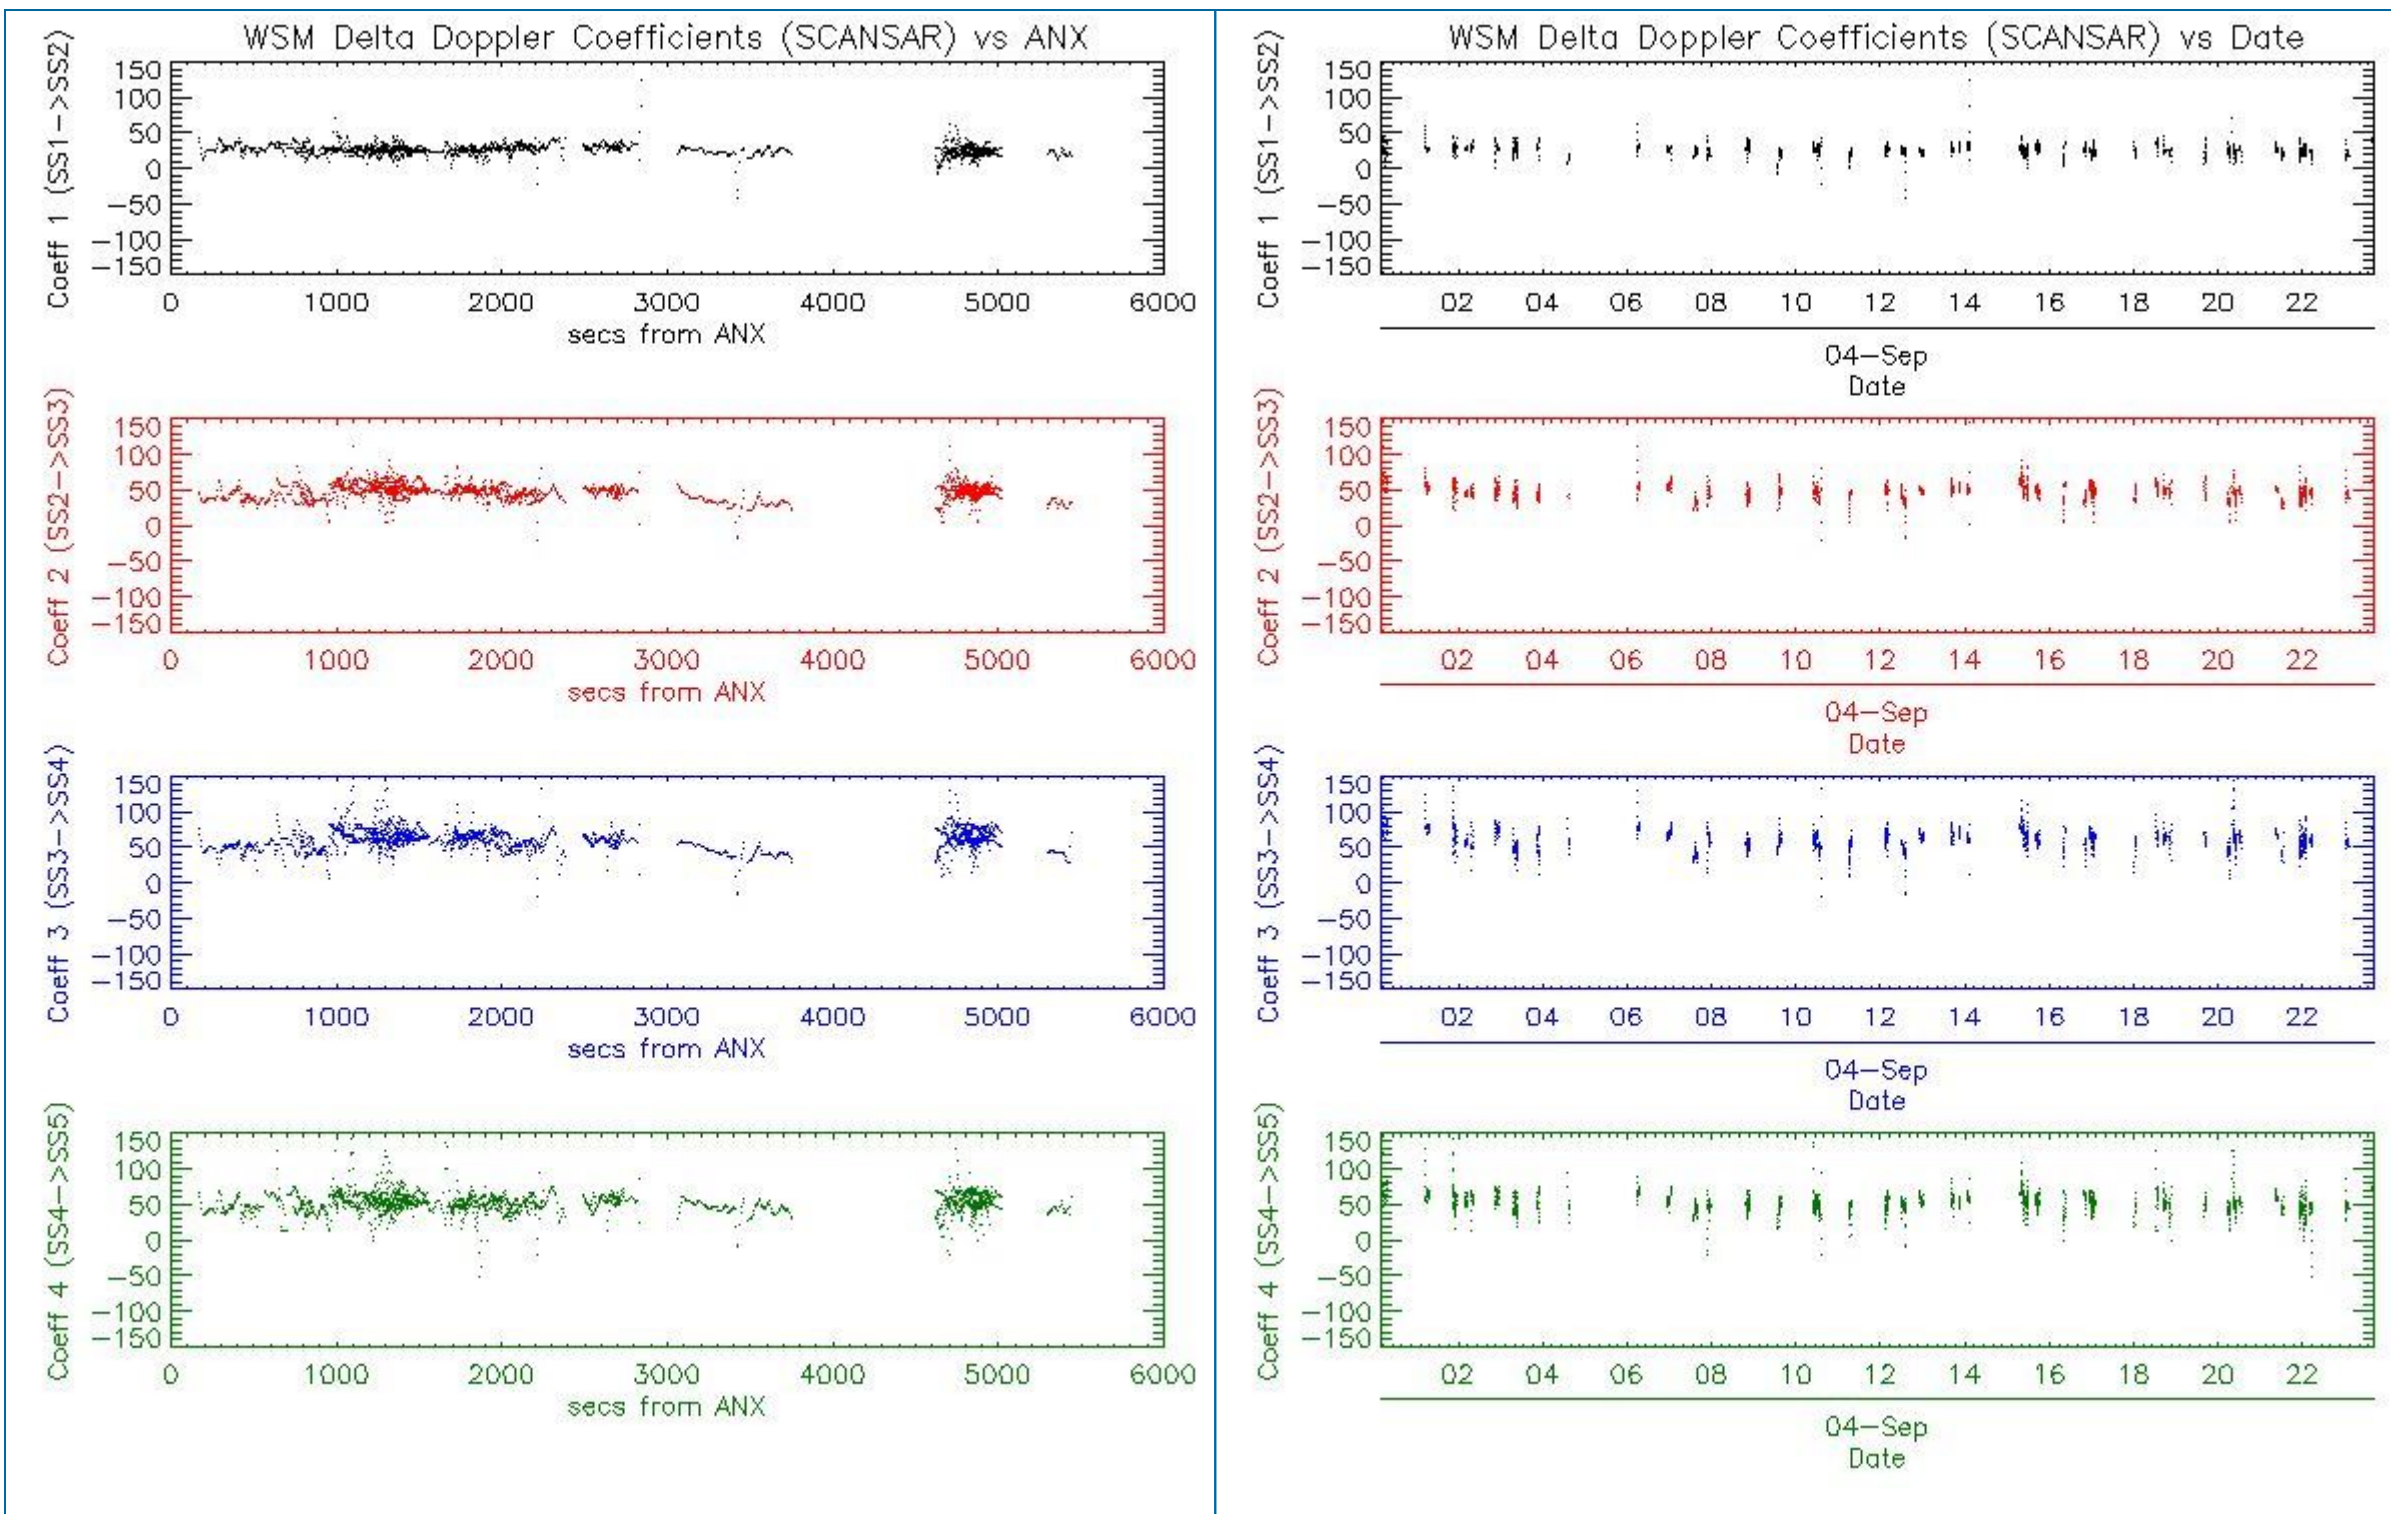 WSM Delta Doppler Coefficients (SCANSAR) vs ANX
Coeff 1 (SS1->SS2)
150
100
50
0
-50
-100
-150
0 1000 2000 3000 4000 5000 6000
secs from ANX
Coeff 2 (SS2->SS3)
150
100
50
0
-50
-100
-150
0 1000 2000 3000 4000 5000 6000
secs from ANX
Coeff 3 (SS3->SS4)
150
100
50
0
-50
-100
-150
0 1000 2000 3000 4000 5000 6000
secs from ANX
Coeff 4 (SS4->SS5)
150
100
50
0
-50
-100
-150
0 1000 2000 3000 4000 5000 6000
secs from ANX
WSM Delta Doppler Coefficients (SCANSAR) vs Date
Coeff 1 (SS1->SS2)
150
100
50
0
-50
-100
-150
02 04 06 08 10 12 14 16 18 20 22
04-Sep
Date
Coeff 2 (SS2->SS3)
150
100
50
0
-50
-100
-150
02 04 06 08 10 12 14 16 18 20 22
04-Sep
Date
Coeff 3 (SS3->SS4)
150
100
50
0
-50
-100
-150
02 04 06 08 10 12 14 16 18 20 22
04-Sep
Date
Coeff 4 (SS4->SS5)
150
100
50
0
-50
-100
-150
02 04 06 08 10 12 14 16 18 20 22
04-Sep
Date